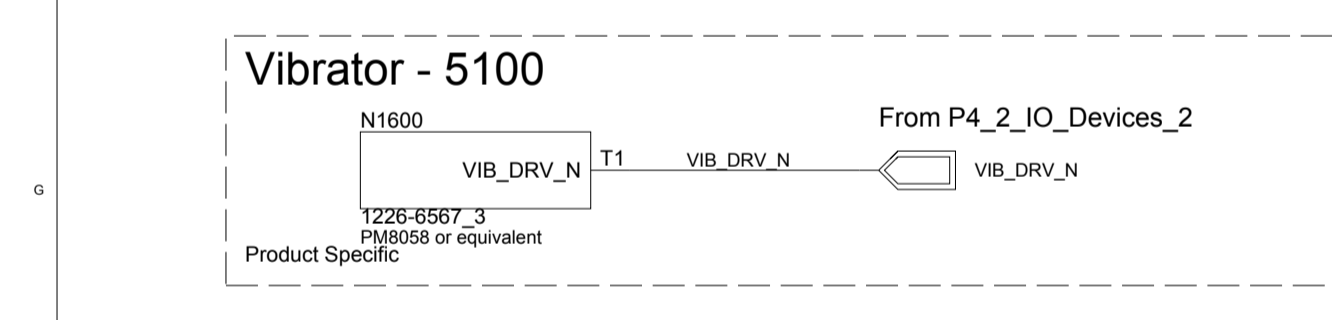 Vibrator - 5100
N1600
From P4_2_IO_Devices_2
VIB_DRV_N
T1
VIB_DRV_N
VIB_DRV_N
G
1226-6567_3
PM8058 or equivalent
Product Specific